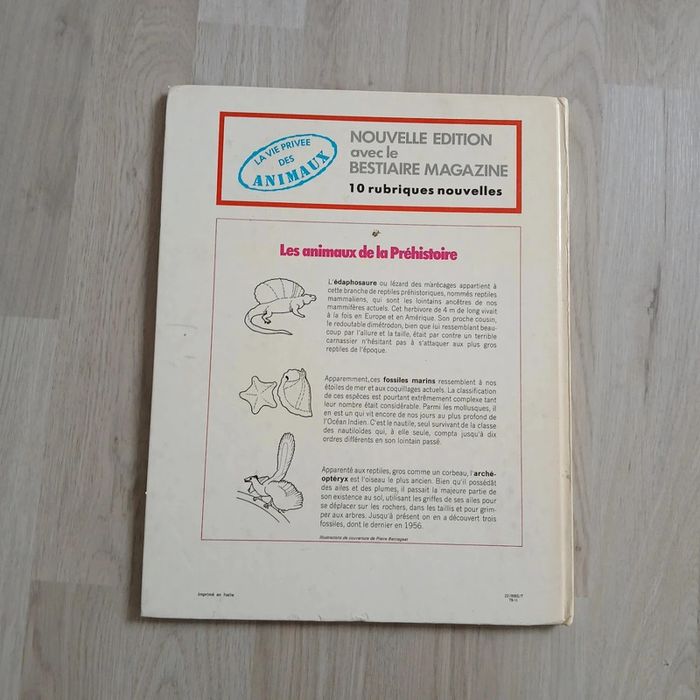 LA VIE PRIVEE
DES
ANIMAUX
NOUVELLE EDITION
avec le
BESTIAIRE MAGAZINE
10 rubriques nouvelles
Les animaux de la Préhistoire
L'édaphosaure ou lézard des marécages appartient à
cette branche de reptiles préhistoriques, nommés reptiles
mammaliens, qui sont les lointains ancêtres de nos
mammifères actuels. Cet herbivore de 4 m de long vivait
à la fois en Europe et en Amérique. Son proche cousin,
le redoutable dimétrodon, bien que lui ressemblant beau-
coup par l'allure et la taille, était par contre un terrible
carnassier n'hésitant pas à s'attaquer aux plus gros
reptiles de l'époque.
Apparemment, ces fossiles marins ressemblent à nos
étoiles de mer et aux coquillages actuels. La classification
de ces espèces est pourtant extrêmement complexe tant
leur nombre était considérable. Parmi les mollusques, il
en est un qui vit encore de nos jours au plus profond de
l'Océan Indien. C'est le nautile, seul survivant de la classe
des nautiloïdes qui, à elle seule, compta jusqu'à dix
ordres différents en son lointain passé.
Apparenté aux reptiles, gros comme un corbeau, l'arché-
optéryx est l'oiseau le plus ancien. Bien qu'il possédât
des ailes et des plumes, il passait la majeure partie de
son existence au sol, utilisant les griffes de ses ailes pour
se déplacer sur les rochers, dans les taillis et pour grim-
per aux arbres. Jusqu'à présent on en a découvert trois
fossiles, dont le dernier en 1956.
Illustrations de couverture de Pierre
Imprimé en Italie